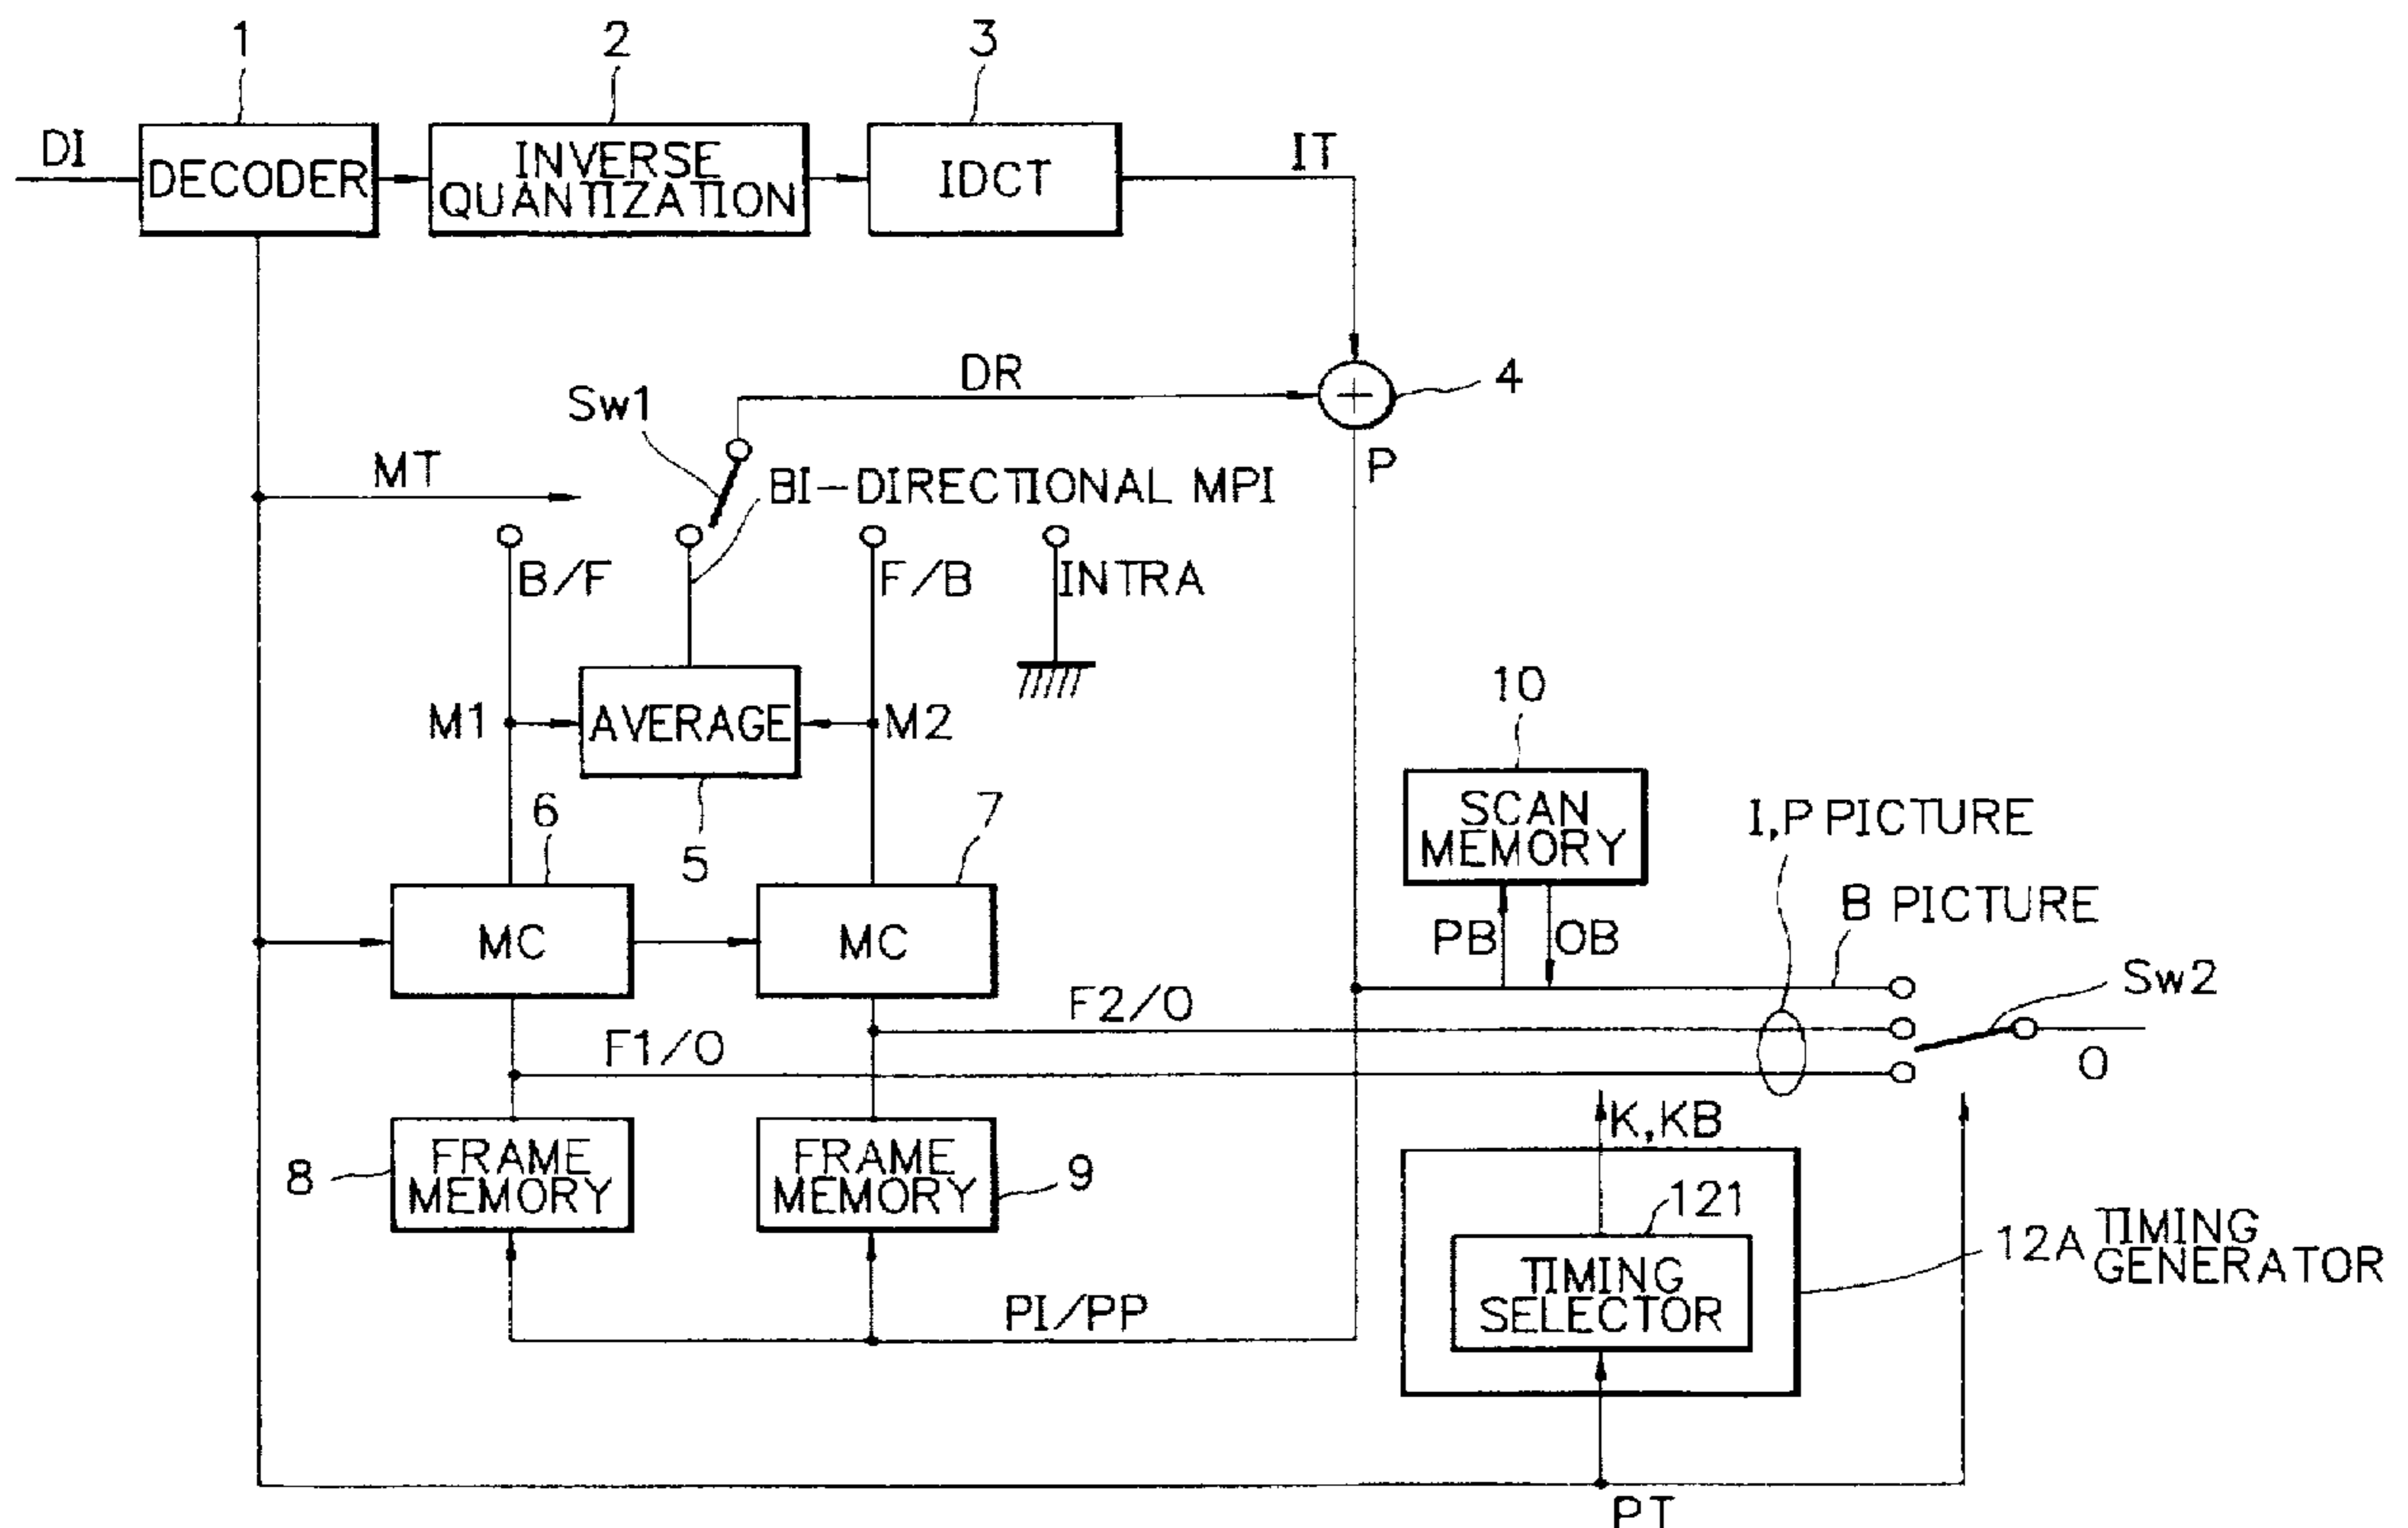 1
2
3
DI
DECODER
INVERSE
QUANTIZATION
IDCT
IT
DR
4
Sw1
P
MT
BI-DIRECTIONAL MPI
B/F
F/B
INTRA
M1
AVERAGE
M2
10
6
5
7
SCAN
MEMORY
I,P PICTURE
B PICTURE
MC
MC
PB
OB
Sw2
F2/O
F1/O
O
K,KB
8
FRAME
MEMORY
FRAME
MEMORY
9
121
12A TIMING
GENERATOR
TIMING
SELECTOR
PI/PP
PT